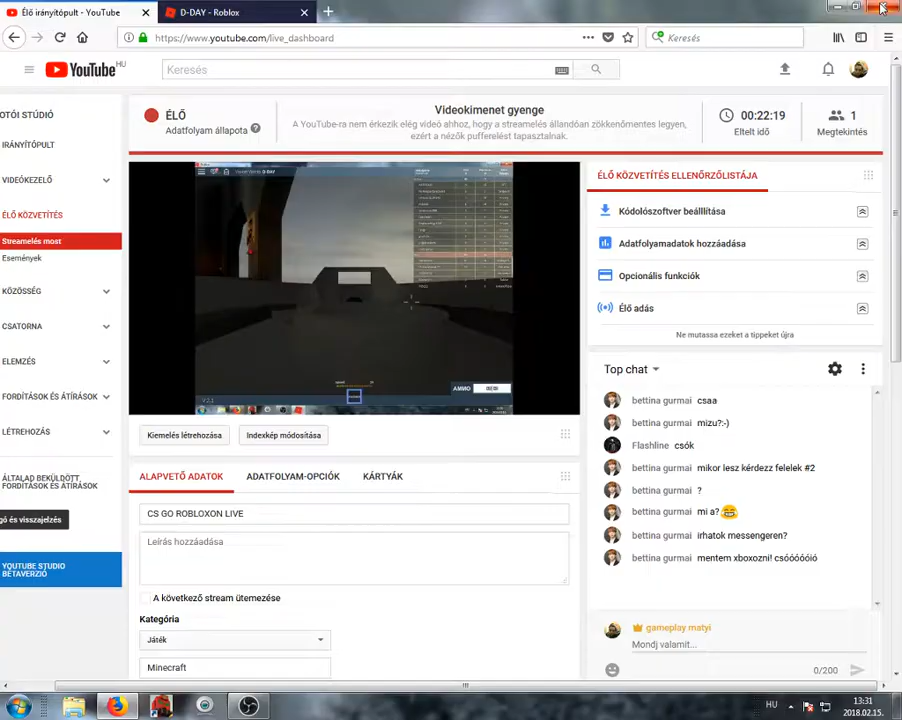 Élő irányítópult - YouTube
D-DAY - Roblox
https://www.youtube.com/live_dashboard
Keresés
YouTube HU
Keresés
OTÓI STÚDIÓ
IRÁNYÍTÓPULT
VIDEÓKEZELŐ
ÉLŐ KÖZVETÍTÉS
Streamelés most
Események
KÖZÖSSÉG
CSATORNA
ELEMZÉS
FORDÍTÁSOK ÉS ÁTÍRÁSOK
LÉTREHOZÁS
ÁLTALAD BEKÜLDÖTT
FORDÍTÁSOK ÉS ÁTÍRÁSOK
gó és visszajelzés
YOUTUBE STUDIO
BÉTAVERZIÓ
ÉLŐ
Adatfolyam állapota
Videokimenet gyenge
A YouTube-ra nem érkezik elég videó ahhoz, hogy a streamelés állandóan zökkenőmentes legyen,
ezért a nézők pufferelést tapasztalnak.
00:22:19
Eltelt idő
1
Megtekintés
D-DAY
AMMO
V 2.1
Kiemelés létrehozása
Indexkép módosítása
ALAPVETŐ ADATOK
ADATFOLYAM-OPCIÓK
KÁRTYÁK
CS GO ROBLOXON LIVE
Leírás hozzáadása
A következő stream ütemezése
Kategória
Játék
Minecraft
ÉLŐ KÖZVETÍTÉS ELLENŐRZŐLISTÁJA
Kódolószoftver beállítása
Adatfolyamadatok hozzáadása
Opcionális funkciók
Élő adás
Ne mutassa ezeket a tippeket újra
Top chat
bettina gurmai csaa
bettina gurmai mizu?:-)
Flashline csók
bettina gurmai mikor lesz kérdezz felelek #2
bettina gurmai ?
bettina gurmai mi a? 😂
bettina gurmai irhatok messengeren?
bettina gurmai mentem xboxozni! csóóóóóió
gameplay matyi
Mondj valamit...
0/200
HU
13:31
2018.02.15.